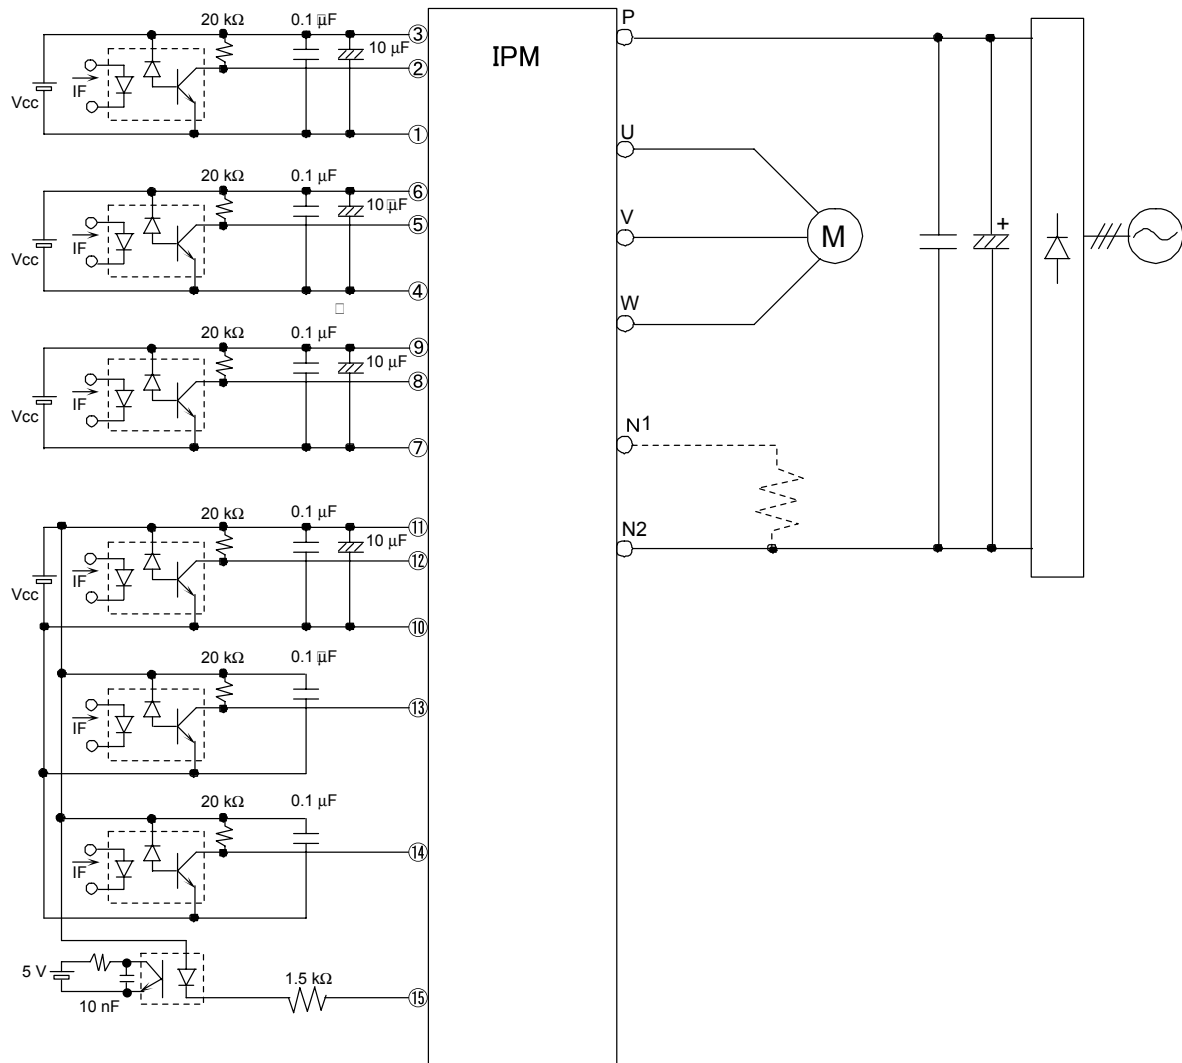 20 kΩ 0.1 μF ③ P
10 μF
IPM
②
IF
Vcc
①
U
20 kΩ 0.1 μF ⑥
10 μF
⑤
V
IF
M
+
Vcc
④
W
20 kΩ 0.1 μF ⑨
10 μF
⑧
IF
Vcc
⑦
N1
20 kΩ 0.1 μF ⑪
10 μF
N2
⑫
IF
Vcc
⑩
20 kΩ 0.1 μF
⑬
IF
20 kΩ 0.1 μF
⑭
IF
5 V
10 nF
1.5 kΩ
⑮